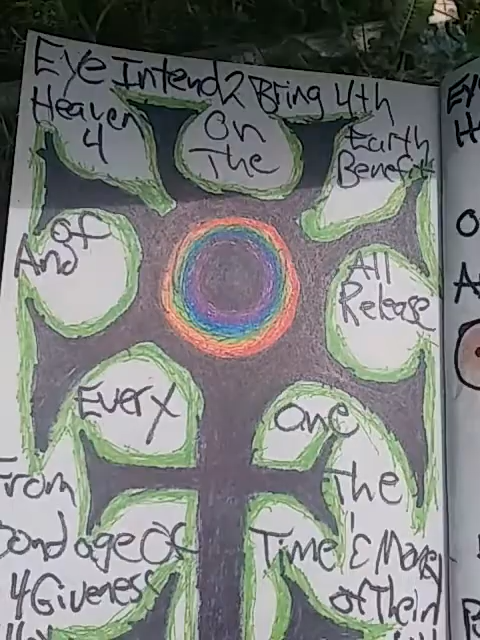 Eye Intend 2 Bring 4th
Heaven On Earth
4 The Benefit
Of All
And Release
Every One
From The
Bondage Of Time & Money
4Giveness of Their